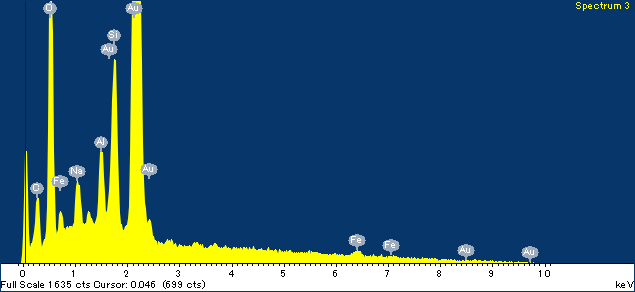 Spectrum 3
O Au
Si
Au
Al
Na Au
Fe
Fe Fe Au Au
0 1 2 3 4 5 6 7 8 9 10
Full Scale 1635 cts Cursor: 0.046 (699 cts) keV